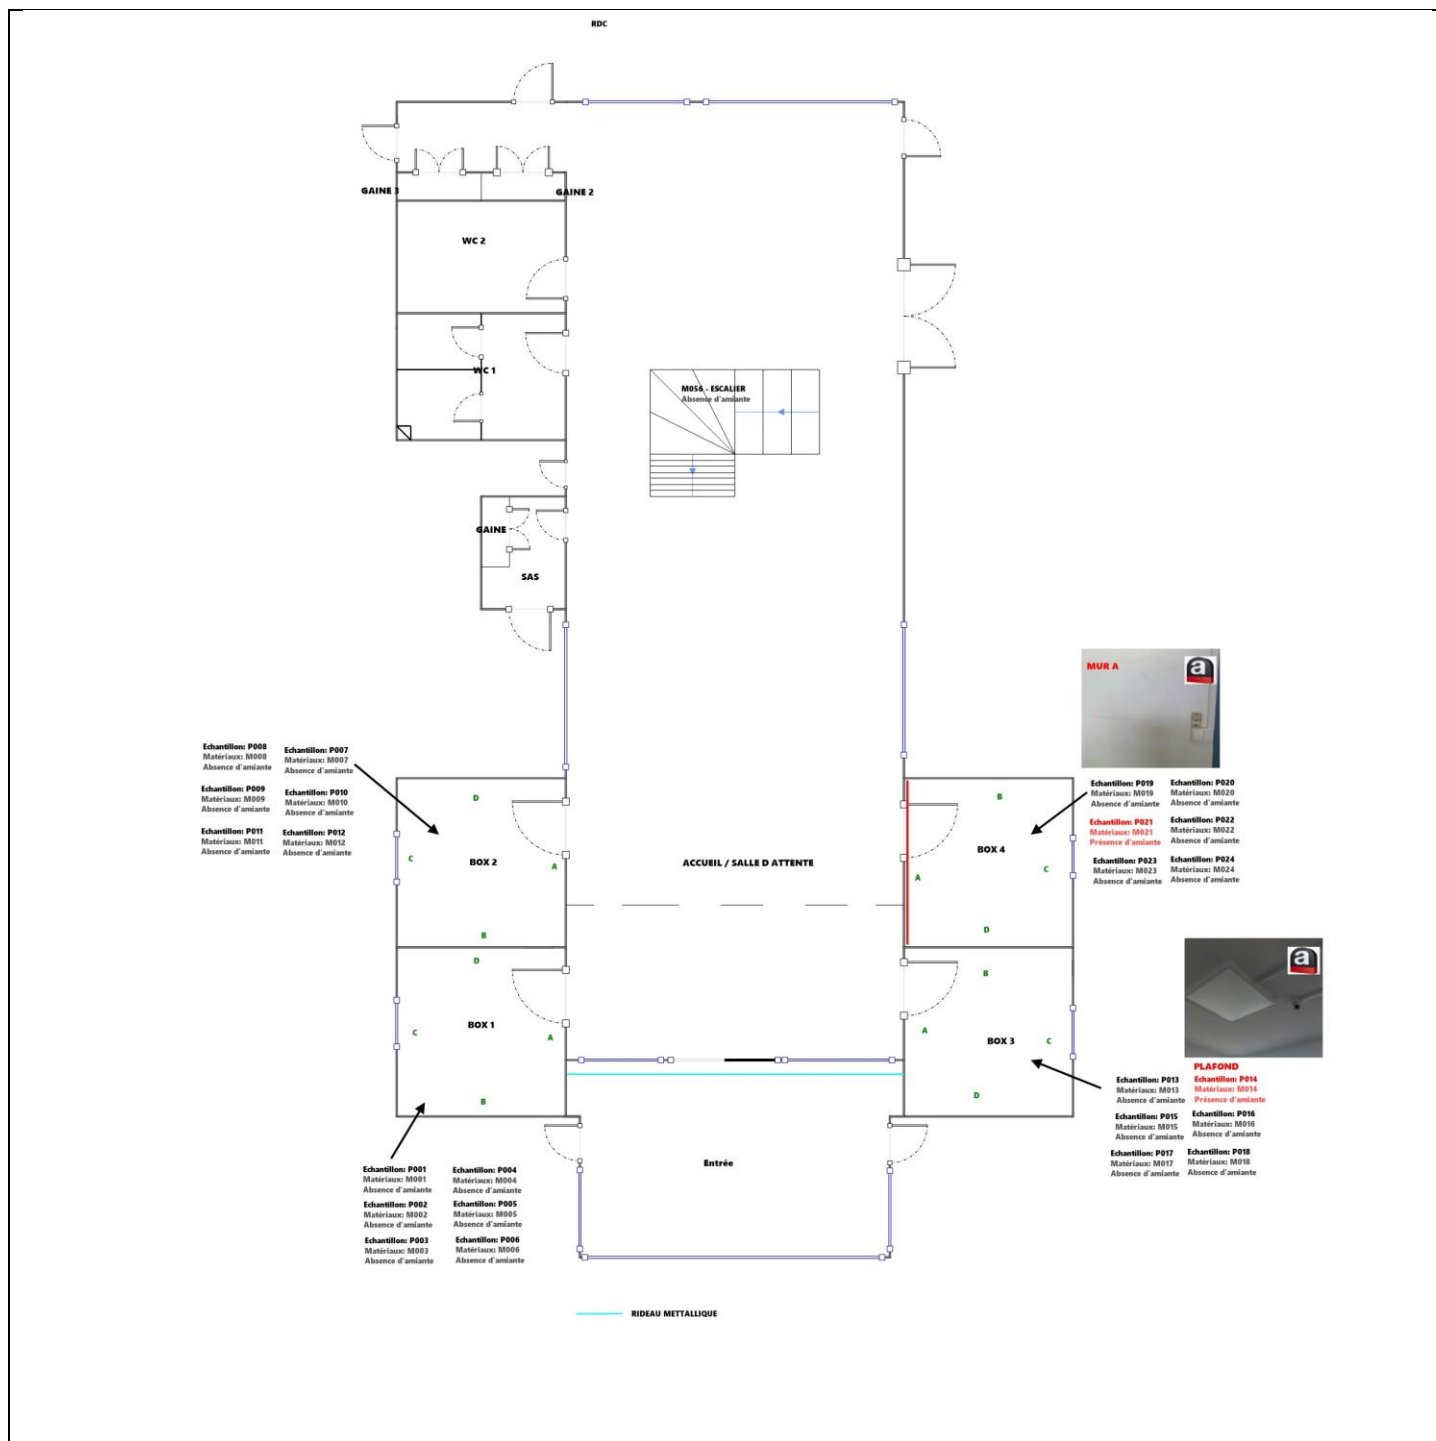 RDC
GAINE 3
GAINE 2
WC 2
WC 1
M056 - ESCALIER
Absence d'amiante
GAINE
SAS
MUR A
a
Echantillon: P008
Matériaux: M008
Absence d'amiante
Echantillon: P007
Matériaux: M007
Absence d'amiante
Echantillon: P009
Matériaux: M009
Absence d'amiante
Echantillon: P010
Matériaux: M010
Absence d'amiante
Echantillon: P011
Matériaux: M011
Absence d'amiante
Echantillon: P012
Matériaux: M012
Absence d'amiante
D
C
BOX 2
A
B
ACCUEIL / SALLE D ATTENTE
B
BOX 4
A
C
D
Echantillon: P019
Matériaux: M019
Absence d'amiante
Echantillon: P020
Matériaux: M020
Absence d'amiante
Echantillon: P021
Matériaux: M021
Présence d'amiante
Echantillon: P022
Matériaux: M022
Absence d'amiante
Echantillon: P023
Matériaux: M023
Absence d'amiante
Echantillon: P024
Matériaux: M024
Absence d'amiante
D
BOX 1
C
A
B
B
A
BOX 3
C
D
a
PLAFOND
Echantillon: P013
Matériaux: M013
Absence d'amiante
Echantillon: P014
Matériaux: M014
Présence d'amiante
Echantillon: P015
Matériaux: M015
Absence d'amiante
Echantillon: P016
Matériaux: M016
Absence d'amiante
Echantillon: P017
Matériaux: M017
Absence d'amiante
Echantillon: P018
Matériaux: M018
Absence d'amiante
Entrée
Echantillon: P001
Matériaux: M001
Absence d'amiante
Echantillon: P004
Matériaux: M004
Absence d'amiante
Echantillon: P002
Matériaux: M002
Absence d'amiante
Echantillon: P005
Matériaux: M005
Absence d'amiante
Echantillon: P003
Matériaux: M003
Absence d'amiante
Echantillon: P006
Matériaux: M006
Absence d'amiante
RIDEAU METTALLIQUE